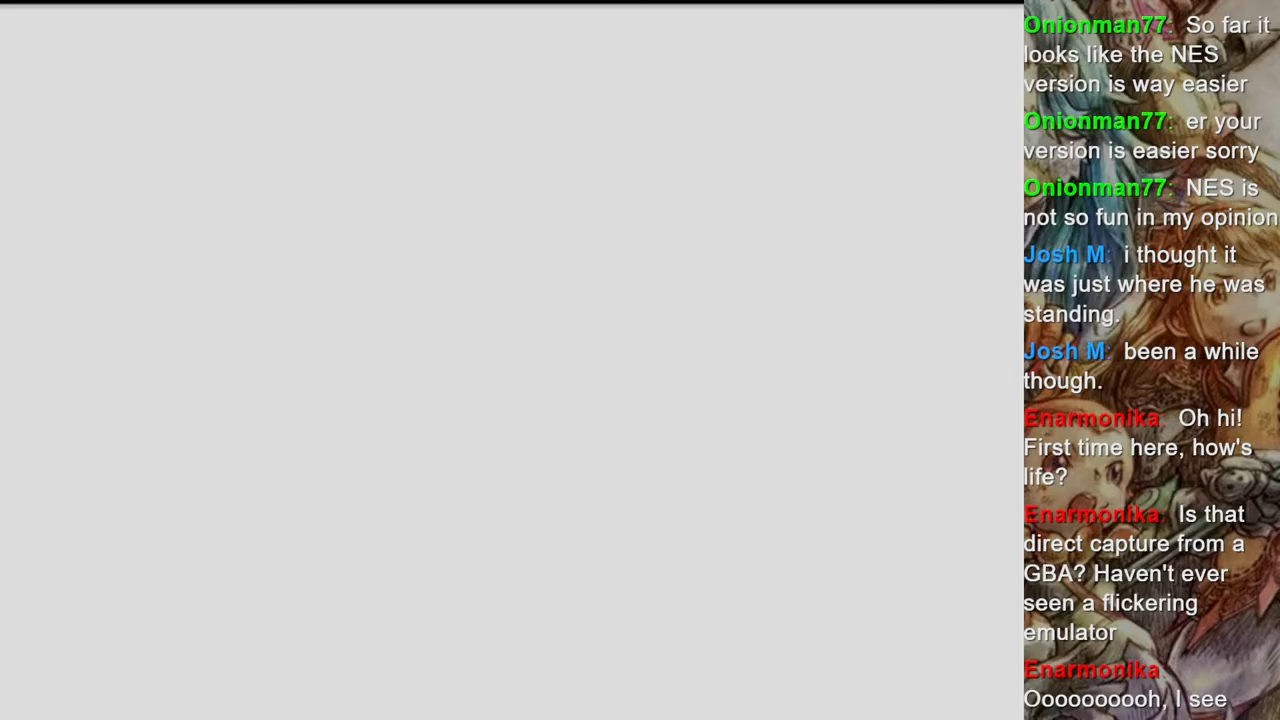 Onionman77: So far it
looks like the NES
version is way easier
Onionman77: er your
version is easier sorry
Onionman77: NES is
not so fun in my opinion
Josh M: i thought it
was just where he was
standing.
Josh M: been a while
though.
Enarmonika: Oh hi!
First time here, how's
life?
Enarmonika: Is that
direct capture from a
GBA? Haven't ever
seen a flickering
emulator
Enarmonika:
Ooooooooooh, I see